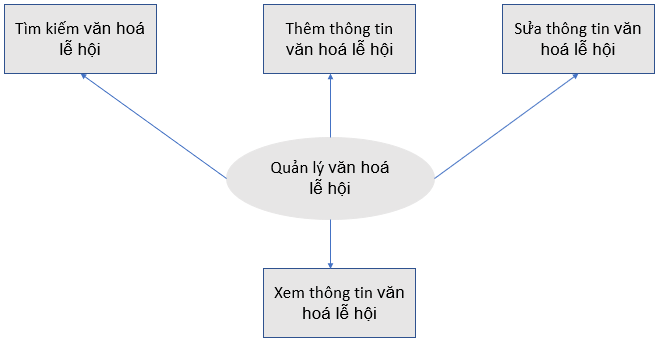 Tìm kiếm văn hoá
lễ hội
Thêm thông tin
văn hoá lễ hội
Sửa thông tin văn
hoá lễ hội
Quản lý văn hoá
lễ hội
Xem thông tin văn
hoá lễ hội